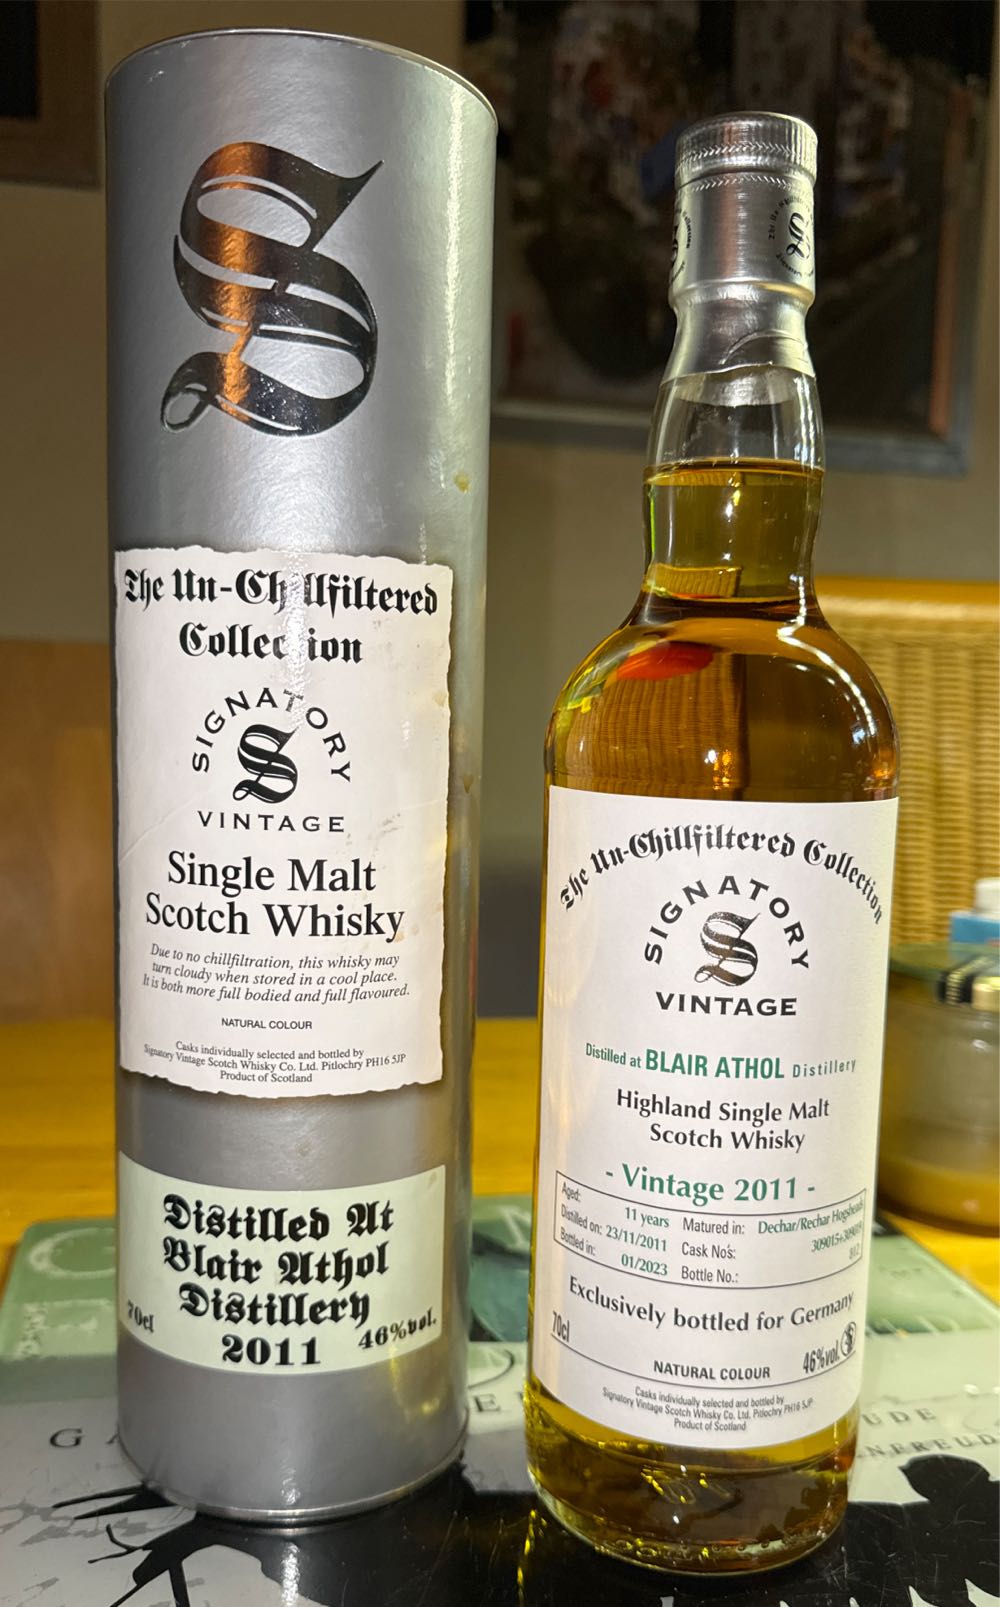 S
The Un-Chillfiltered
Collection
SIGNATORY
S
VINTAGE
Single Malt
Scotch Whisky
Due to no chillfiltration, this whisky may
turn cloudy when stored in a cool place.
It is both more full bodied and full flavoured.
NATURAL COLOUR
Casks individually selected and bottled by
Signatory Vintage Scotch Whisky Co. Ltd. Pitlochry PH16 5JP
Product of Scotland
Distilled At
Blair Athol
Distillery
2011
70cl
46%vol.
S
The Un-Chillfiltered Collection
SIGNATORY
S
VINTAGE
Distilled at BLAIR ATHOL Distillery
Highland Single Malt
Scotch Whisky
- Vintage 2011 -
Aged: 11 years
Distilled on: 23/11/2011
Bottled in: 01/2023
Matured in: Dechar/Rechar Hogsheads
Cask No's:
Bottle No.:
Exclusively bottled for Germany
70cl
NATURAL COLOUR
46%vol. S
Casks individually selected and bottled by
Signatory Vintage Scotch Whisky Co. Ltd. Pitlochry PH16 5JP
Product of Scotland